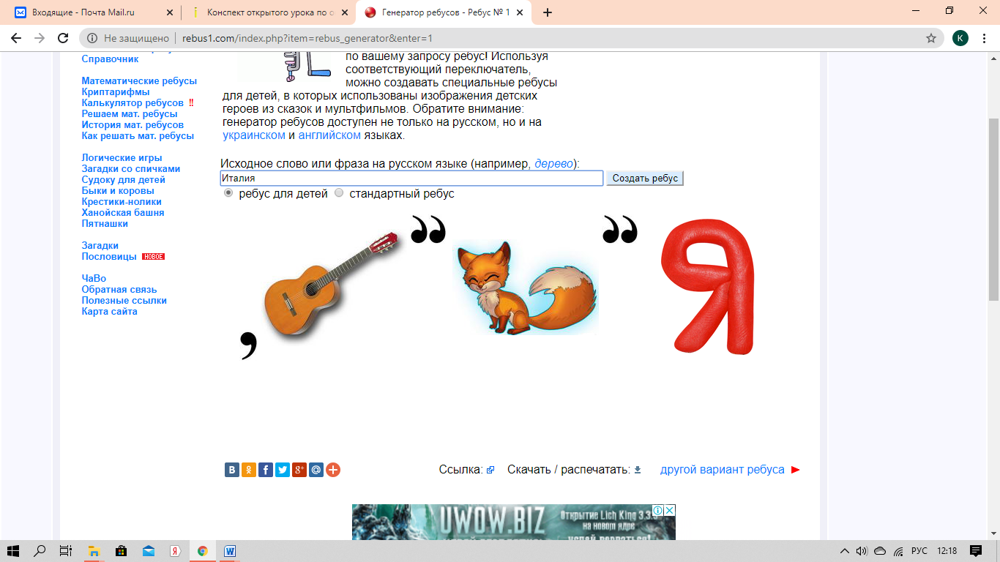 Входящие - Почта Mail.ru
Конспект открытого урока по о
Генератор ребусов - Ребус № 1
Не защищено
rebus1.com/index.php?item=rebus_generator&enter=1
K
Справочник
Математические ребусы
Криптарифмы
Калькулятор ребусов !!
Решаем мат. ребусы
История мат. ребусов
Как решать мат. ребусы
Логические игры
Загадки со спичками
Судоку для детей
Быки и коровы
Крестики-нолики
Ханойская башня
Пятнашки
Загадки
Пословицы НОВОЕ
ЧаВо
Обратная связь
Полезные ссылки
Карта сайта
по вашему запросу ребус! Используя
соответствующий переключатель,
можно создавать специальные ребусы
для детей, в которых использованы изображения детских
героев из сказок и мультфильмов. Обратите внимание:
генератор ребусов доступен не только на русском, но и на
украинском и английском языках.
Исходное слово или фраза на русском языке (например, дерево):
Италия
Создать ребус
ребус для детей
стандартный ребус
,
,,
,,
Я
Ссылка:
Скачать / распечатать:
другой вариант ребуса
UWOW.BIZ
Открытие Lich King 3.3.5
на новом ядре
РУС
12:18